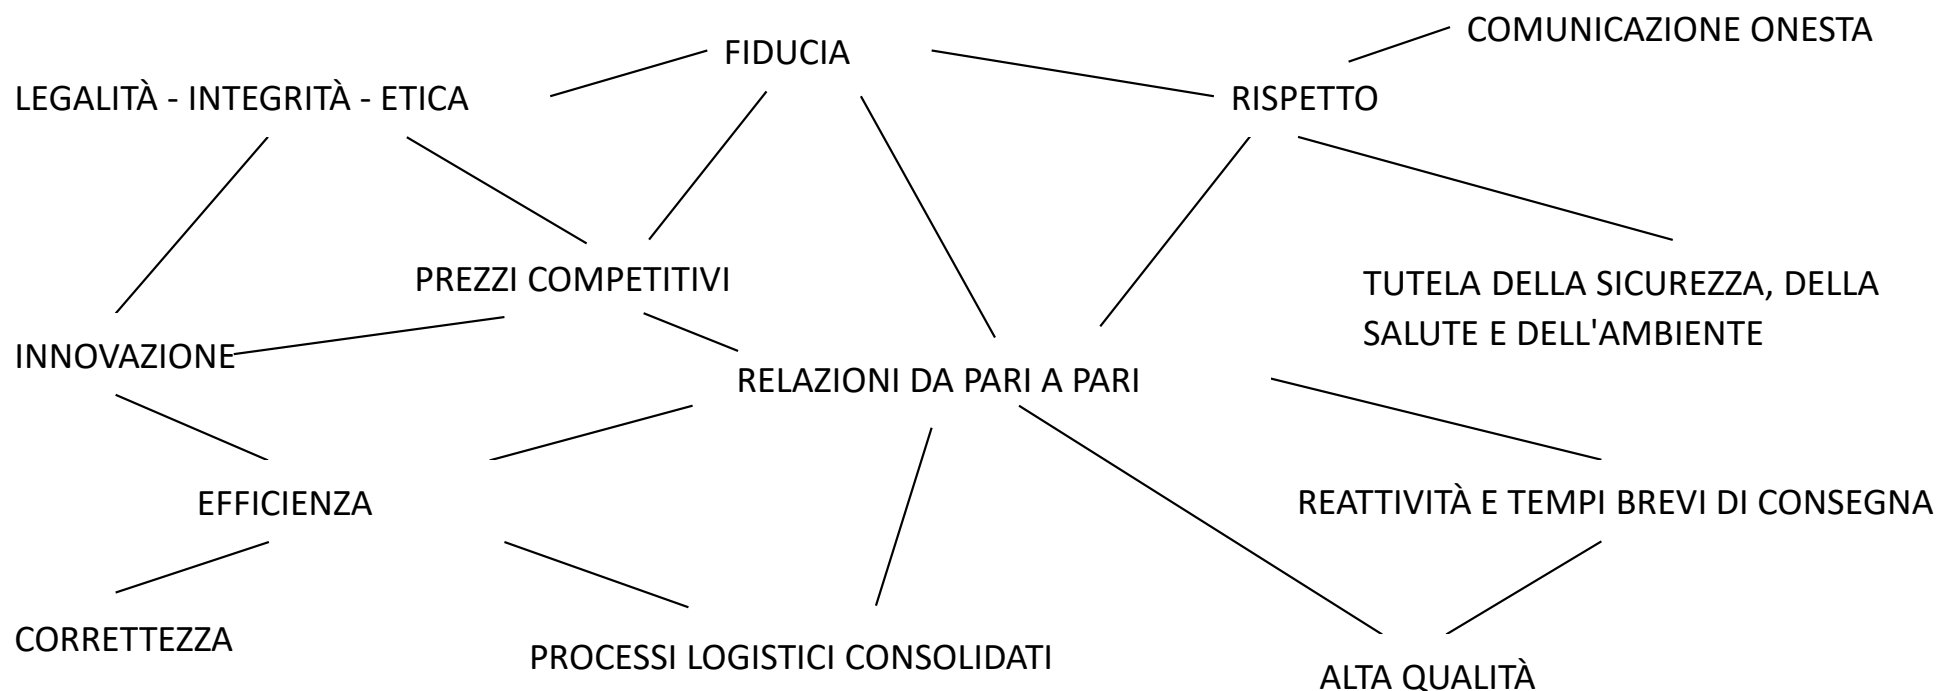 COMUNICAZIONE ONESTA
FIDUCIA
LEGALITÀ - INTEGRITÀ - ETICA
RISPETTO
PREZZI COMPETITIVI
TUTELA DELLA SICUREZZA, DELLA
SALUTE E DELL'AMBIENTE
INNOVAZIONE
RELAZIONI DA PARI A PARI
EFFICIENZA
REATTIVITÀ E TEMPI BREVI DI CONSEGNA
CORRETTEZZA
PROCESSI LOGISTICI CONSOLIDATI
ALTA QUALITÀ